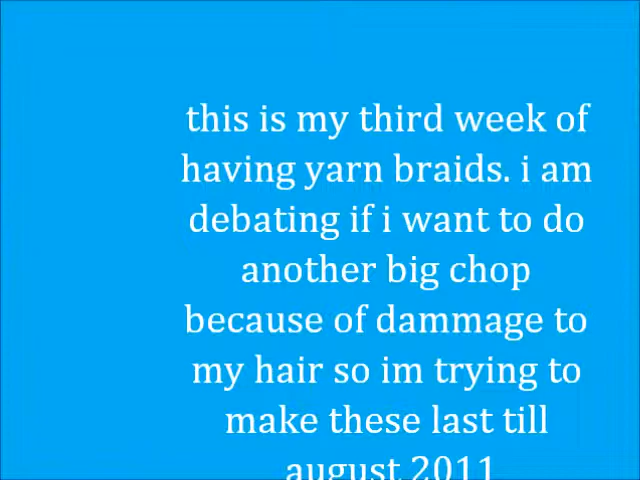 this is my third week of
having yarn braids. i am
debating if i want to do
another big chop
because of dammage to
my hair so im trying to
make these last till
august 2011